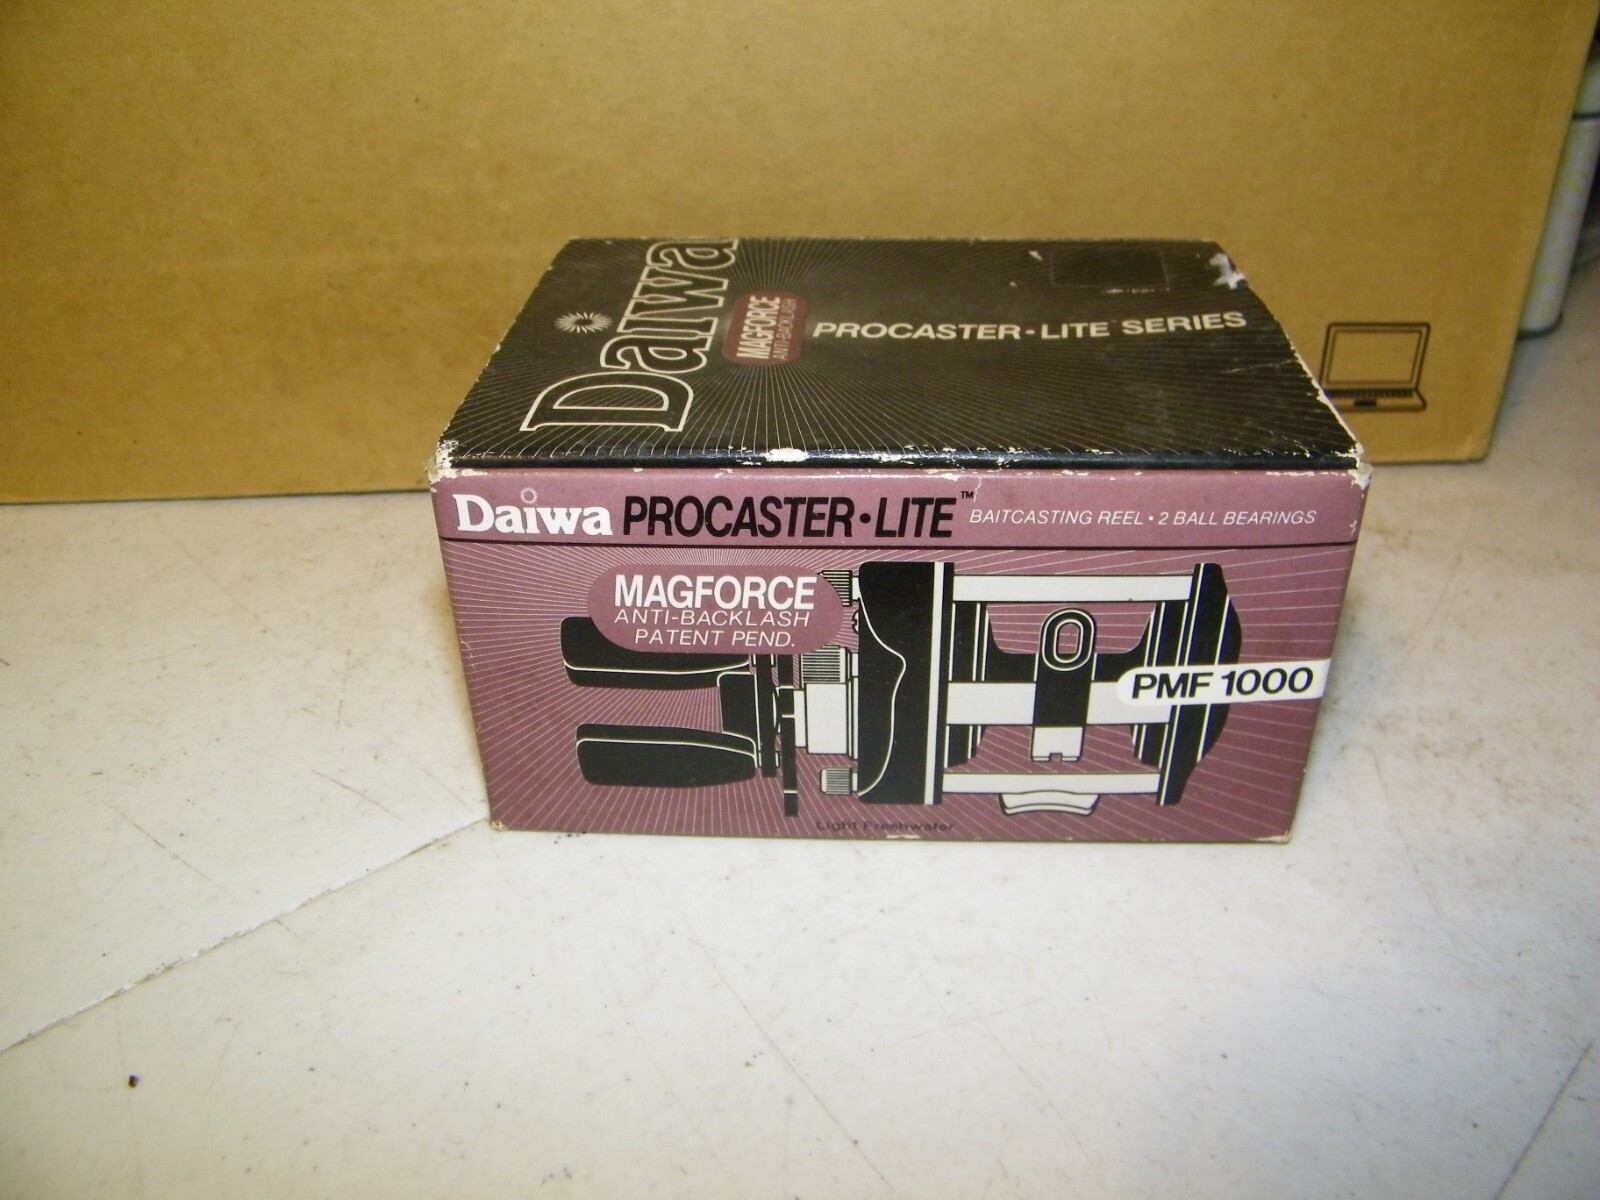 Daiwa
MAGFORCE
ANTI-BACKLASH
PROCASTER•LITE SERIES
Daiwa PROCASTER•LITE™ BAITCASTING REEL • 2 BALL BEARINGS
MAGFORCE
ANTI-BACKLASH
PATENT PEND.
PMF 1000
Light Freshwater